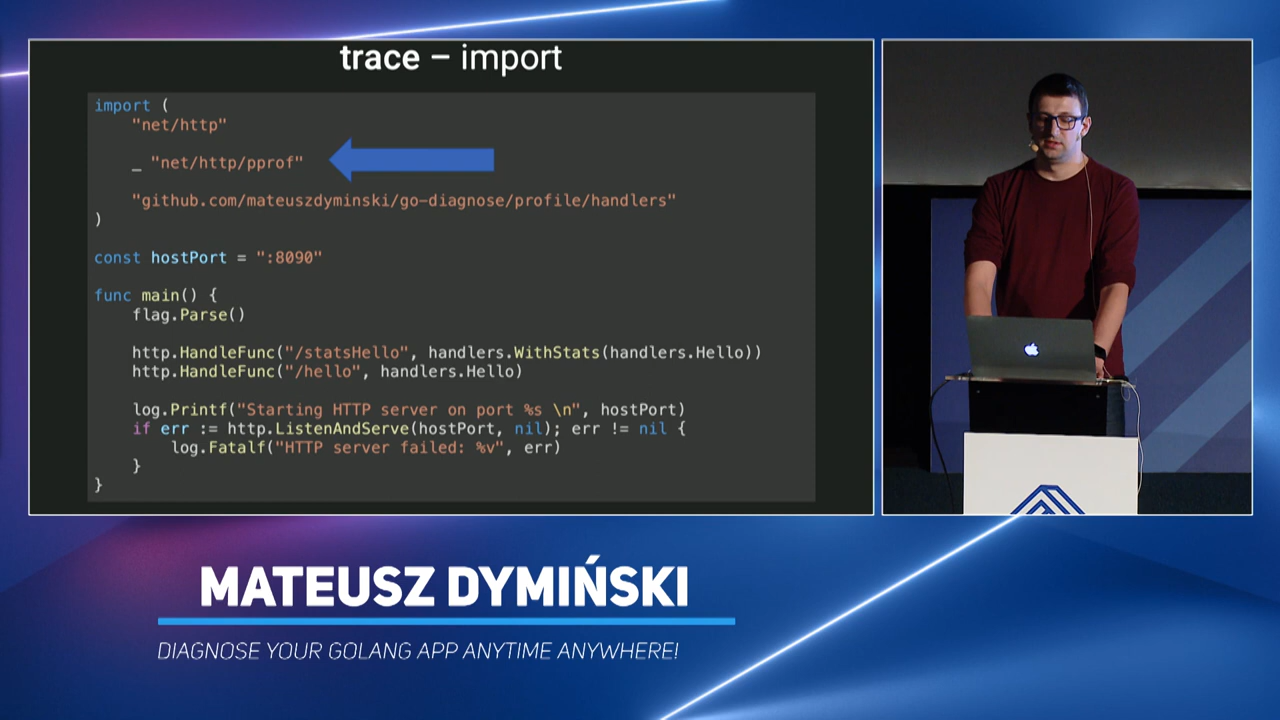 trace – import
import (
"net/http"
_ "net/http/pprof"
"github.com/mateuszdyminski/go-diagnose/profile/handlers"
)
const hostPort = ":8090"
func main() {
flag.Parse()
http.HandleFunc("/statsHello", handlers.WithStats(handlers.Hello))
http.HandleFunc("/hello", handlers.Hello)
log.Printf("Starting HTTP server on port %s \n", hostPort)
if err := http.ListenAndServe(hostPort, nil); err != nil {
log.Fatalf("HTTP server failed: %v", err)
}
}
MATEUSZ DYMIŃSKI
DIAGNOSE YOUR GOLANG APP ANYTIME ANYWHERE!